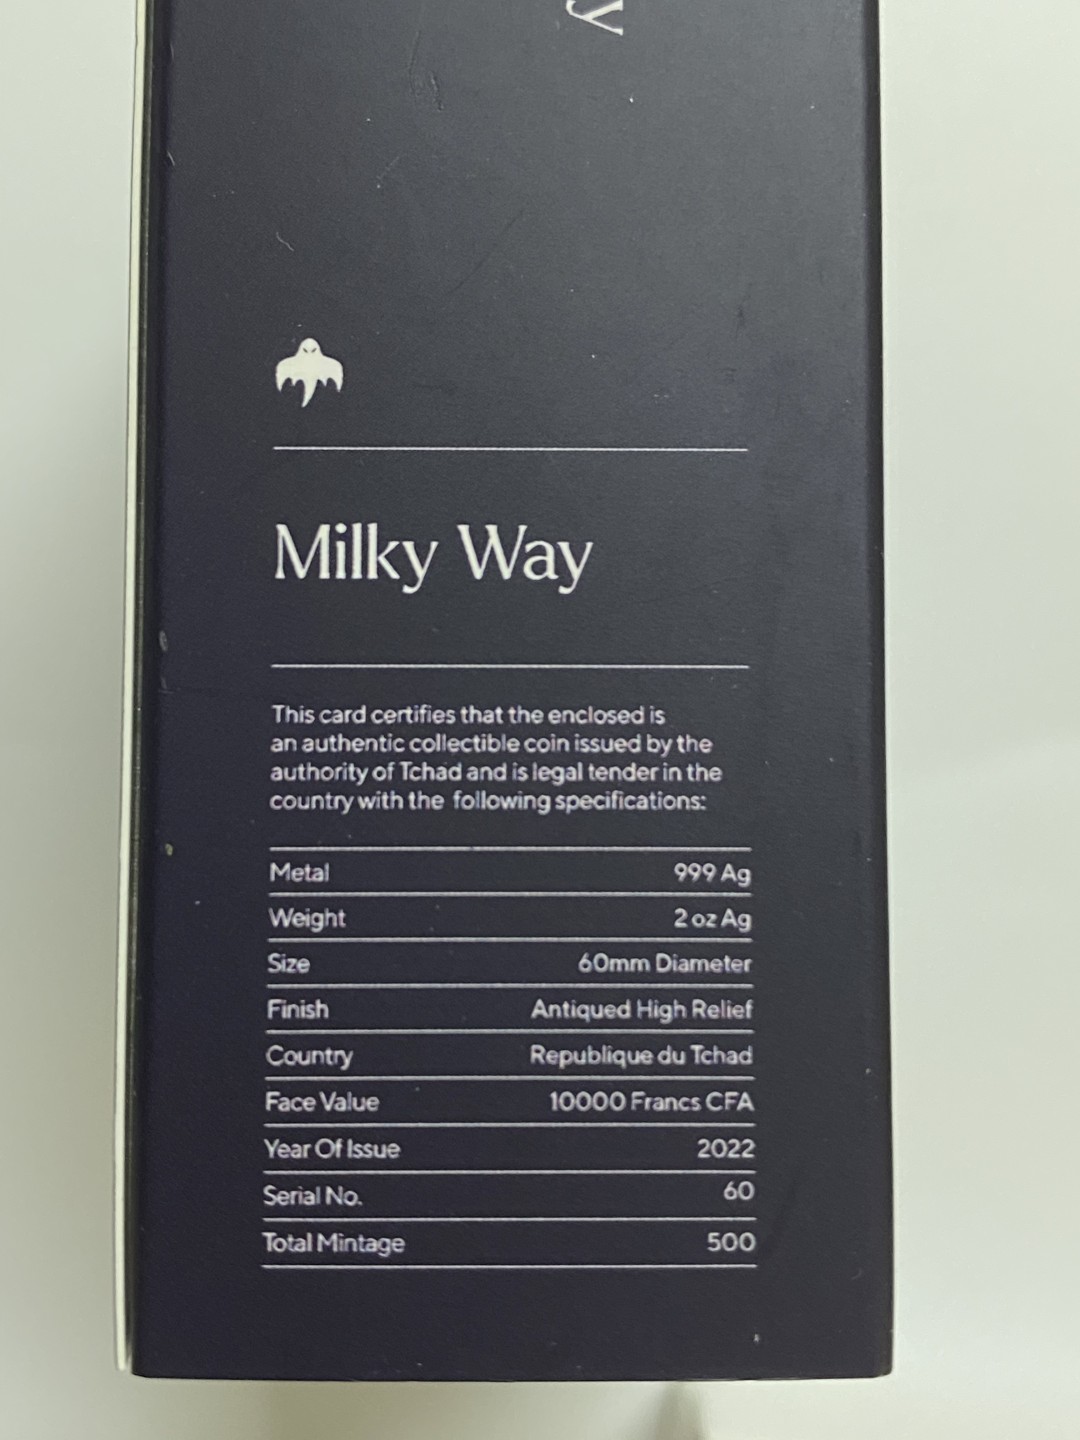 y
Milky Way
This card certifies that the enclosed is
an authentic collectible coin issued by the
authority of Tchad and is legal tender in the
country with the following specifications:
Metal 999 Ag
Weight 2 oz Ag
Size 60mm Diameter
Finish Antiqued High Relief
Country Republique du Tchad
Face Value 10000 Francs CFA
Year Of Issue 2022
Serial No. 60
Total Mintage 500